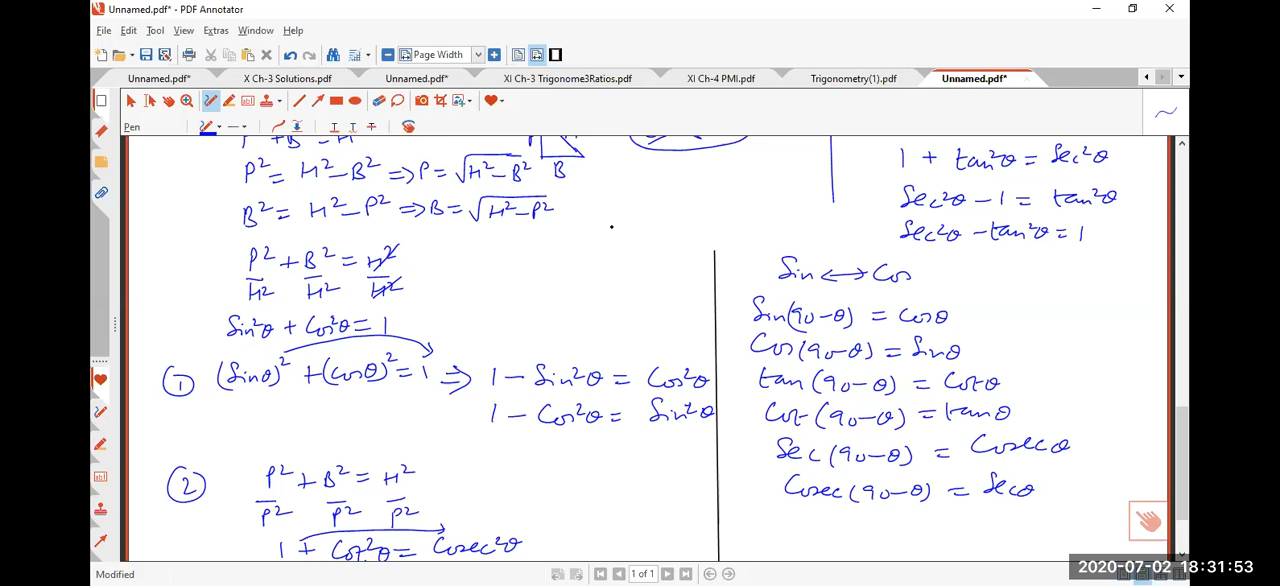 Unnamed.pdf* - PDF Annotator
File Edit Tool View Extras Window Help
Page Width
Unnamed.pdf* X Ch-3 Solutions.pdf Unnamed.pdf* XI Ch-3 Trigonome3Ratios.pdf XI Ch-4 PMI.pdf Trigonometry(1).pdf Unnamed.pdf*
Pen
P² = H² - B² ⇒ P = √H² - B² B
B² = H² - P² ⇒ B = √H² - P²
P² + B² = H²
H² H² H²
Sin²θ + Cos²θ = 1
① (Sinθ)² + (Cosθ)² = 1 ⇒ 1 - Sin²θ = Cos²θ
1 - Cos²θ = Sin²θ
② P² + B² = H²
P² P² P²
1 + Cot²θ = Cosec²θ
1 + tan²θ = Sec²θ
Sec²θ - 1 = tan²θ
Sec²θ - tan²θ = 1
Sin ⟷ Cos
Sin(90-θ) = Cosθ
Cos(90-θ) = Sinθ
tan(90-θ) = Cotθ
Cot(90-θ) = tanθ
Sec(90-θ) = Cosecθ
Cosec(90-θ) = Secθ
Modified
1 of 1
2020-07-02 18:31:53